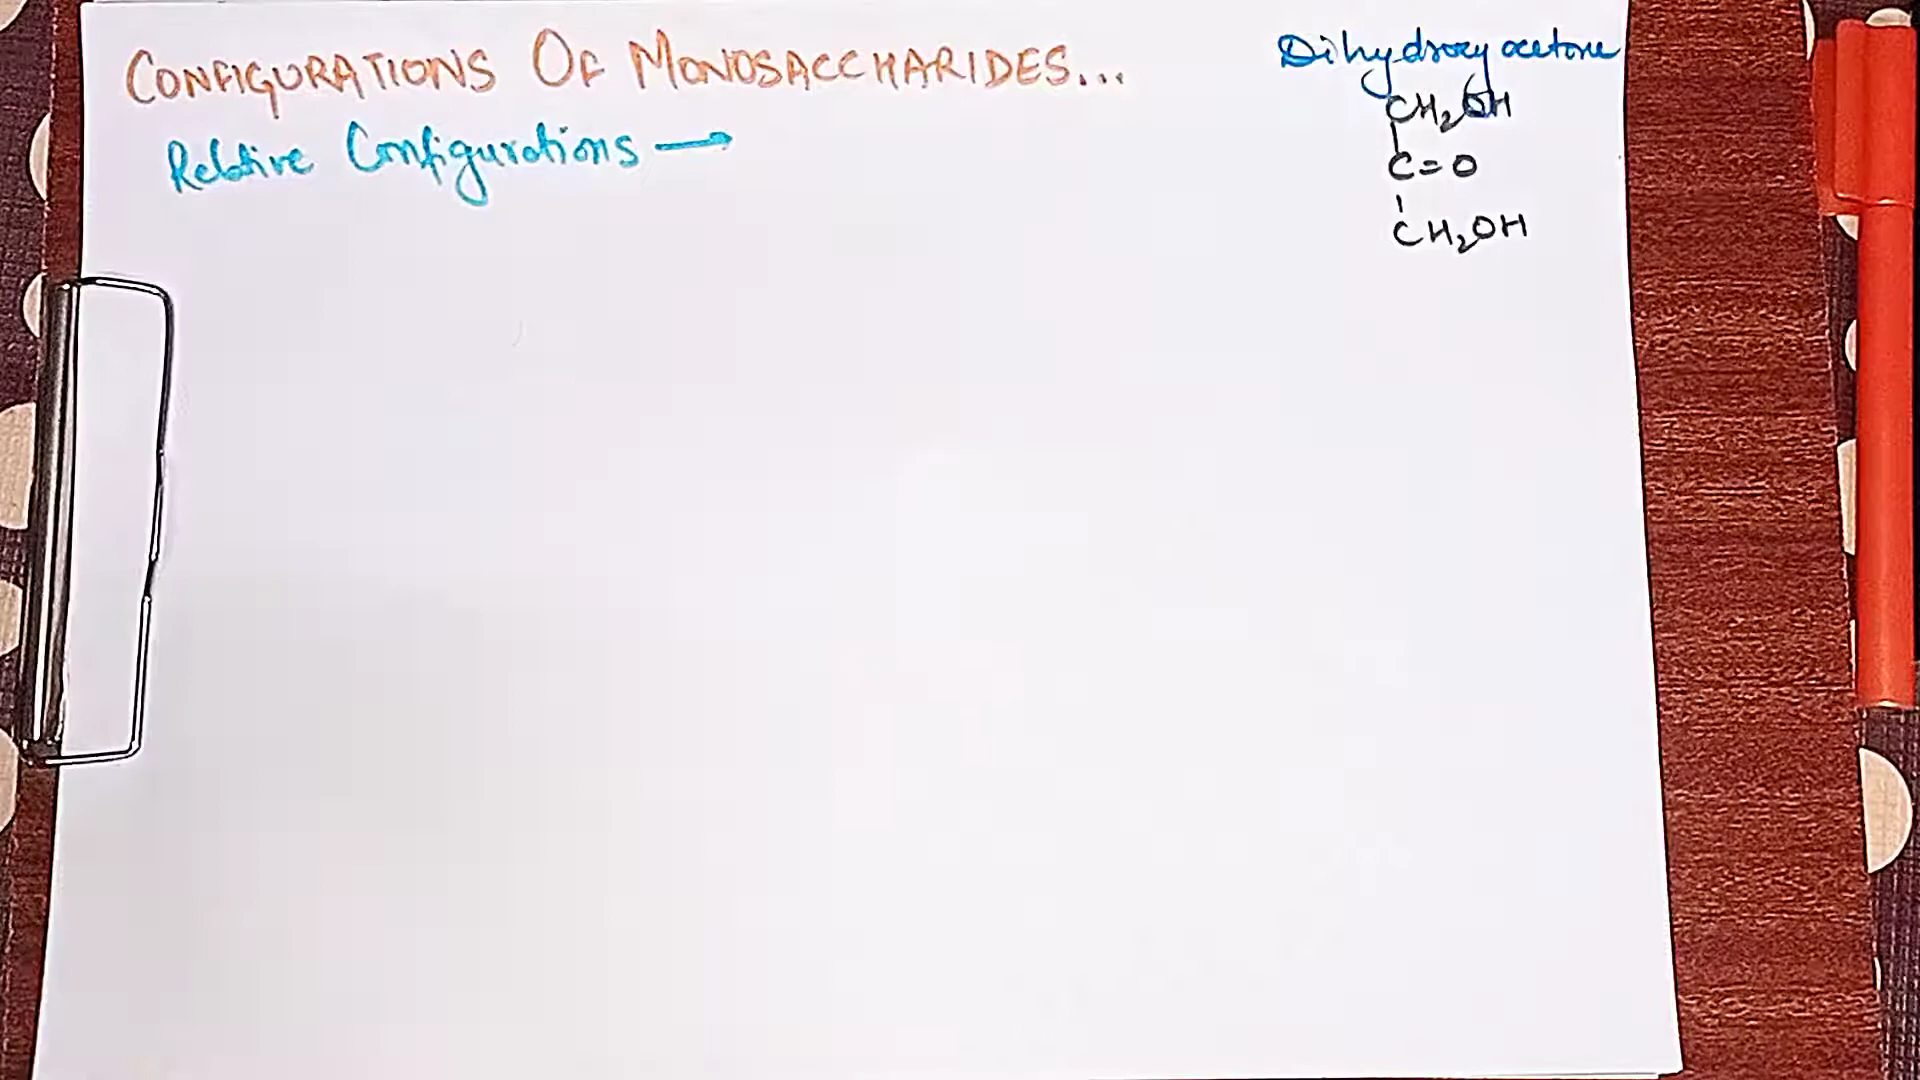 CONFIGURATIONS OF MONOSACCHARIDES...
Relative Configurations →
Dihydroxy acetone
CH₂OH
C=O
CH₂OH